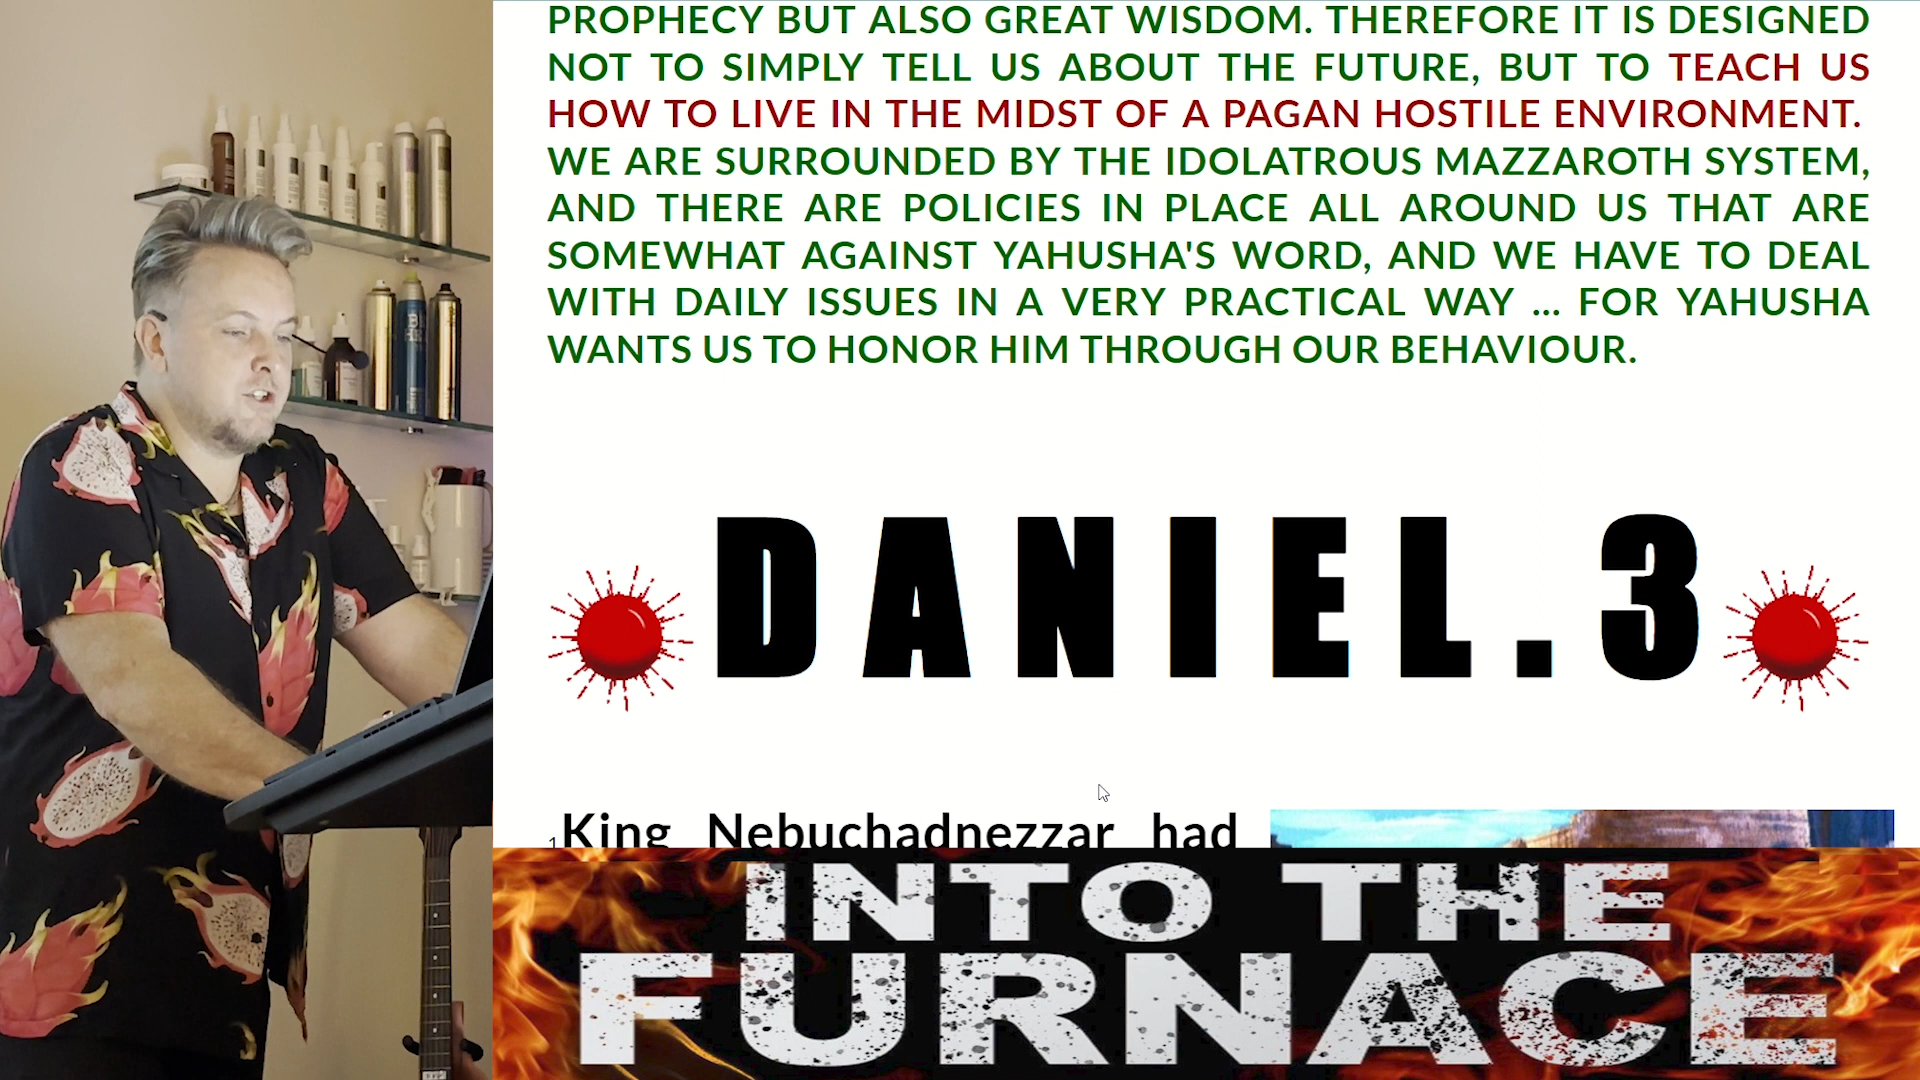 PROPHECY BUT ALSO GREAT WISDOM. THEREFORE IT IS DESIGNED
NOT TO SIMPLY TELL US ABOUT THE FUTURE, BUT TO TEACH US
HOW TO LIVE IN THE MIDST OF A PAGAN HOSTILE ENVIRONMENT.
WE ARE SURROUNDED BY THE IDOLATROUS MAZZAROTH SYSTEM,
AND THERE ARE POLICIES IN PLACE ALL AROUND US THAT ARE
SOMEWHAT AGAINST YAHUSHA'S WORD, AND WE HAVE TO DEAL
WITH DAILY ISSUES IN A VERY PRACTICAL WAY ... FOR YAHUSHA
WANTS US TO HONOR HIM THROUGH OUR BEHAVIOUR.
DANIEL.3
1King Nebuchadnezzar had
INTO THE
FURNACE